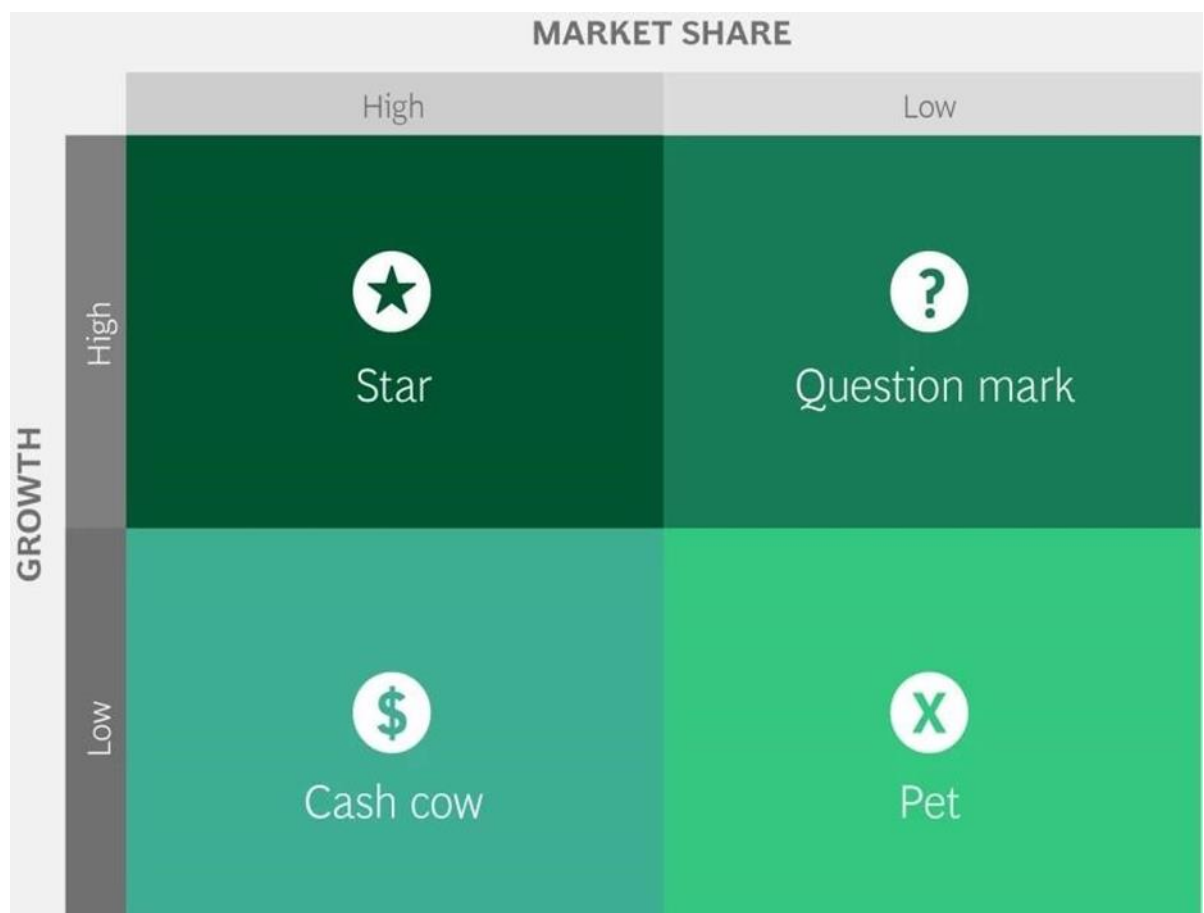 MARKET SHARE
High Low
High
★
Star
?
Question mark
GROWTH
Low
$
Cash cow
X
Pet